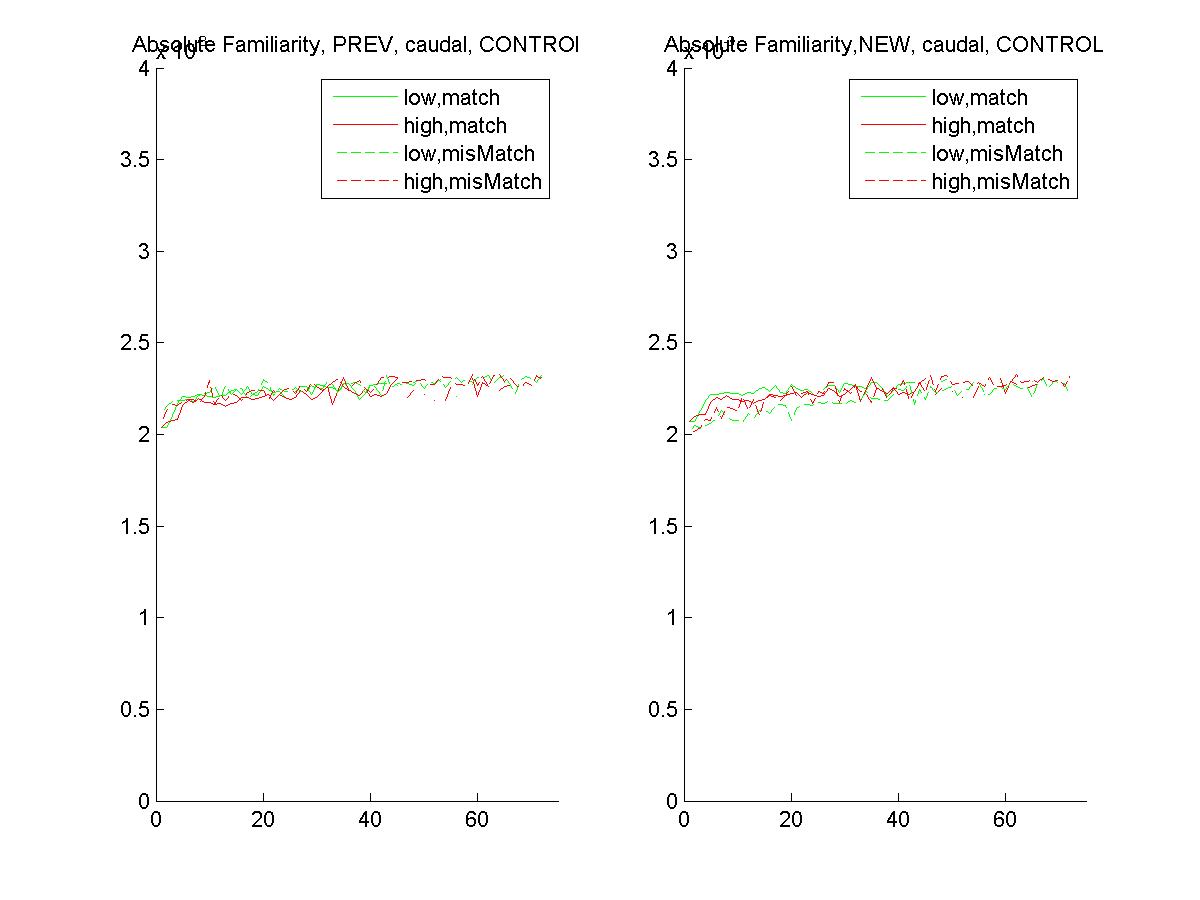 Absolute Familiarity, PREV, caudal, CONTROL
x 10
4
3.5
3
2.5
2
1.5
1
0.5
0
0 20 40 60
low,match
high,match
low,misMatch
high,misMatch
Absolute Familiarity,NEW, caudal, CONTROL
x 10
4
3.5
3
2.5
2
1.5
1
0.5
0
0 20 40 60
low,match
high,match
low,misMatch
high,misMatch